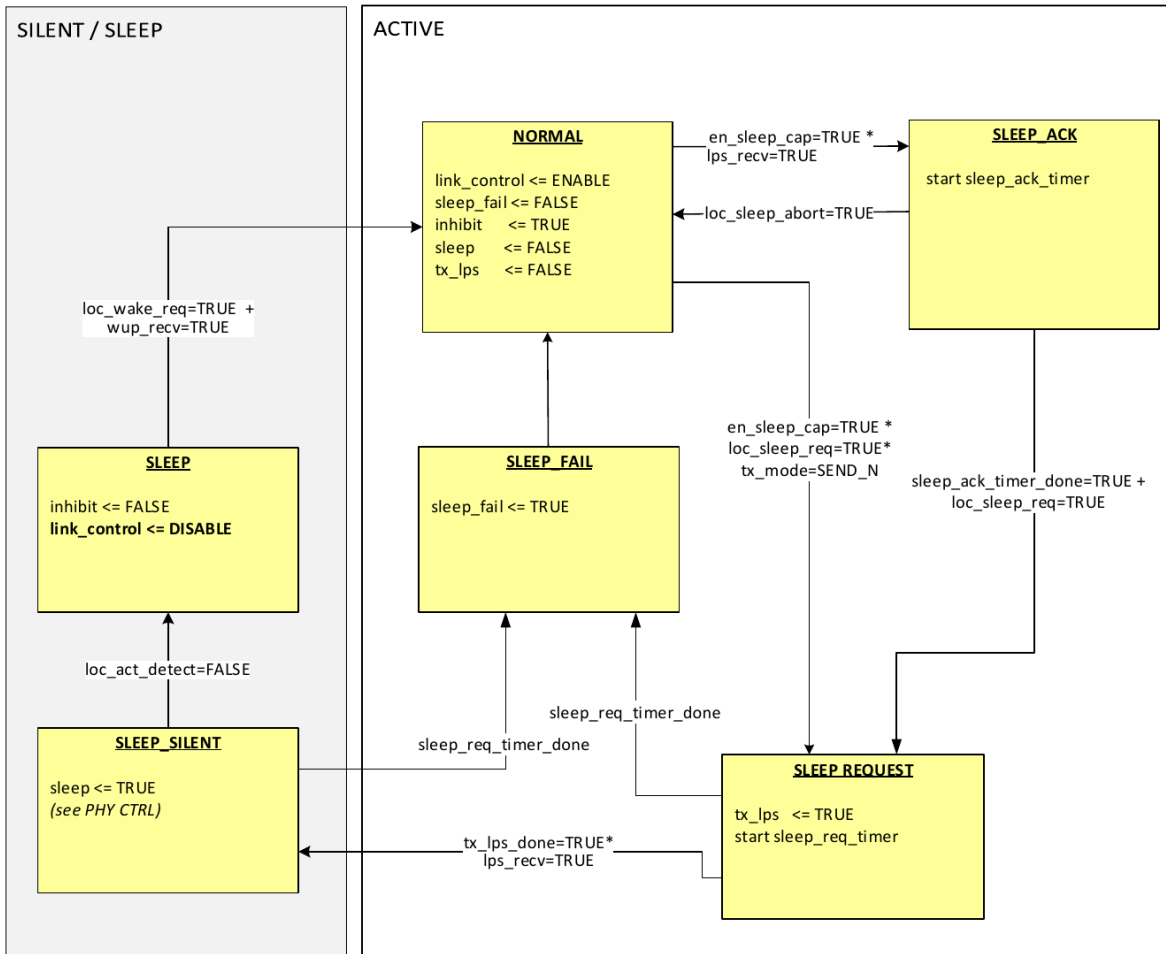 SILENT / SLEEP
ACTIVE
NORMAL
link_control <= ENABLE
sleep_fail <= FALSE
inhibit <= TRUE
sleep <= FALSE
tx_lps <= FALSE
en_sleep_cap=TRUE *
lps_recv=TRUE
loc_sleep_abort=TRUE
SLEEP_ACK
start sleep_ack_timer
loc_wake_req=TRUE +
wup_recv=TRUE
en_sleep_cap=TRUE *
loc_sleep_req=TRUE*
tx_mode=SEND_N
sleep_ack_timer_done=TRUE +
loc_sleep_req=TRUE
SLEEP
inhibit <= FALSE
link_control <= DISABLE
SLEEP_FAIL
sleep_fail <= TRUE
loc_act_detect=FALSE
sleep_req_timer_done
sleep_req_timer_done
SLEEP_SILENT
sleep <= TRUE
(see PHY CTRL)
tx_lps_done=TRUE*
lps_recv=TRUE
SLEEP REQUEST
tx_lps <= TRUE
start sleep_req_timer